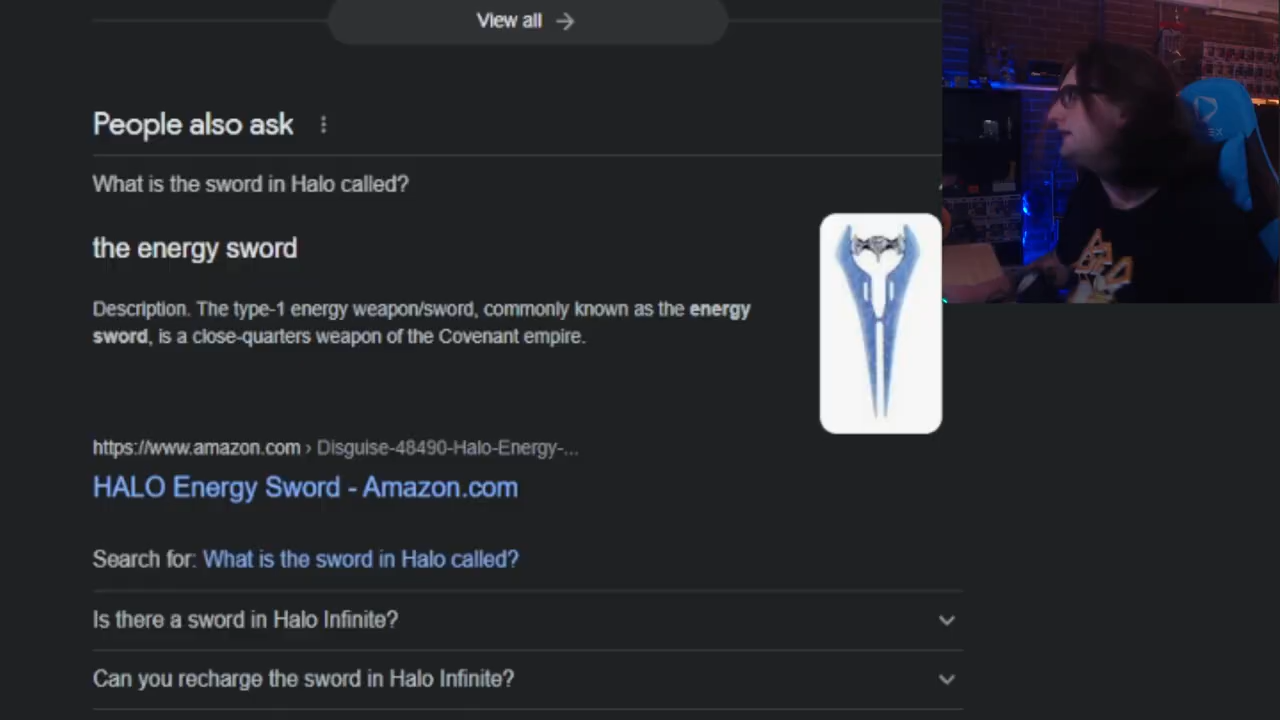 View all →
People also ask
What is the sword in Halo called?
the energy sword
Description. The type-1 energy weapon/sword, commonly known as the energy
sword, is a close-quarters weapon of the Covenant empire.
https://www.amazon.com › Disguise-48490-Halo-Energy-...
HALO Energy Sword - Amazon.com
Search for: What is the sword in Halo called?
Is there a sword in Halo Infinite?
Can you recharge the sword in Halo Infinite?